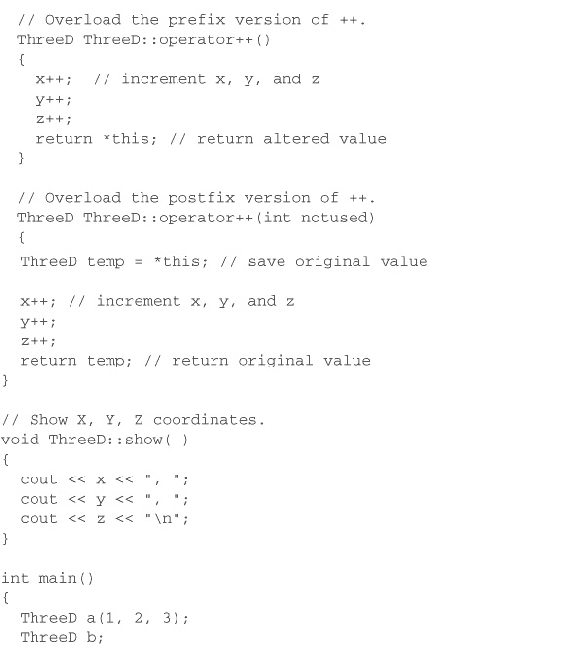 // Overload the prefix version of ++.
ThreeD ThreeD::operator++()
{
x++; // increment x, y, and z
y++;
z++;
return *this; // return altered value
}
// Overload the postfix version of ++.
ThreeD ThreeD::operator++(int notused)
{
ThreeD temp = *this; // save original value
x++; // increment x, y, and z
y++;
z++;
return temp; // return original value
}
// Show X, Y, Z coordinates.
void ThreeD::show( )
{
cout << x << ", ";
cout << y << ", ";
cout << z << "\n";
}
int main()
{
ThreeD a(1, 2, 3);
ThreeD b;